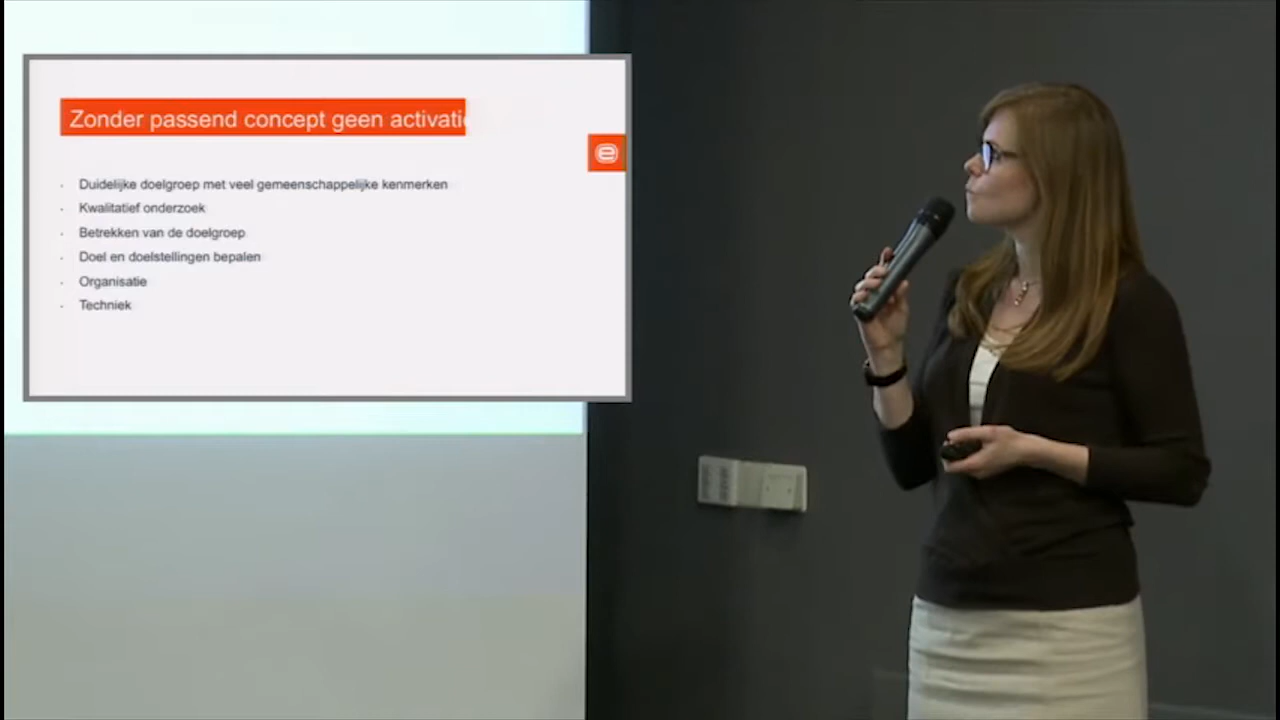 Zonder passend concept geen activatie
Duidelijke doelgroep met veel gemeenschappelijke kenmerken
Kwalitatief onderzoek
Betrekken van de doelgroep
Doel en doelstellingen bepalen
Organisatie
Techniek
e